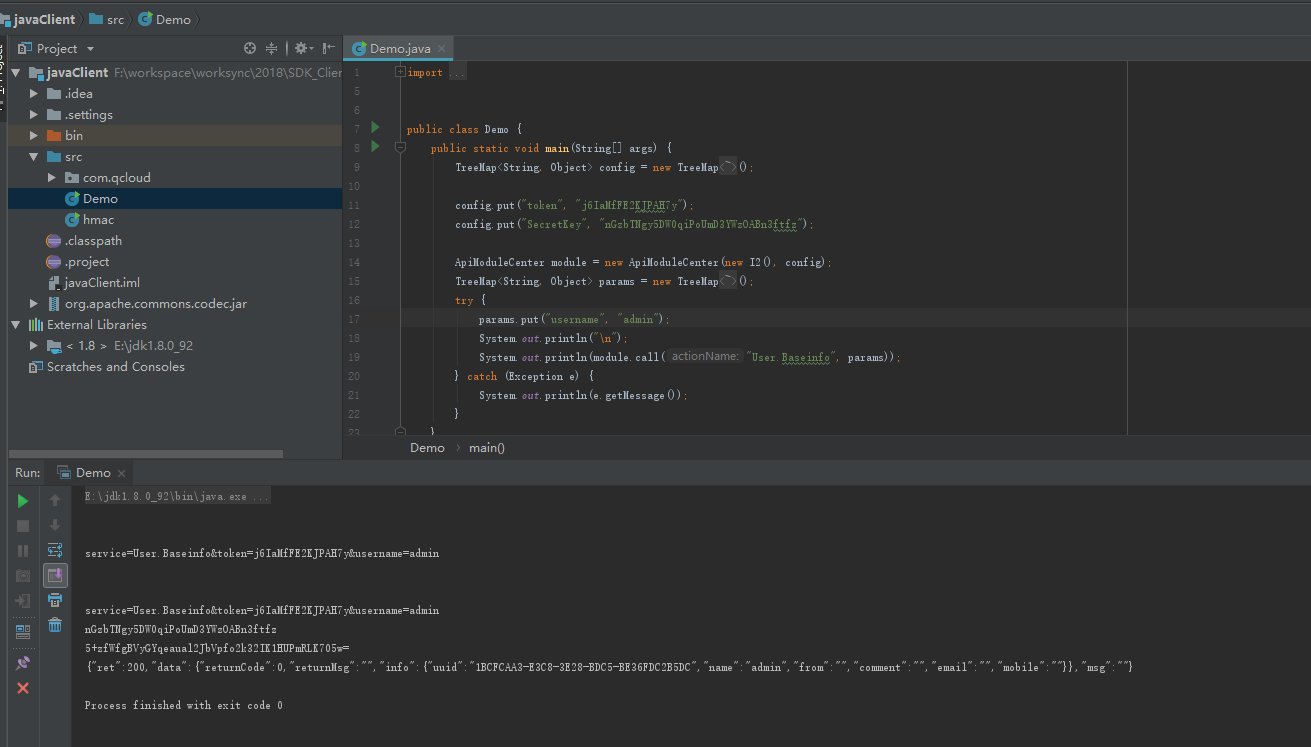 javaClient src Demo
Project
Demo.java
javaClient F:\workspace\worksync\2018\SDK_Clier
.idea
.settings
bin
src
com.qcloud
Demo
hmac
.classpath
.project
javaClient.iml
org.apache.commons.codec.jar
External Libraries
< 1.8 > E:\jdk1.8.0_92
Scratches and Consoles
1 import ...
5
6
7 public class Demo {
8 public static void main(String[] args) {
9 TreeMap<String, Object> config = new TreeMap<~>();
10
11 config.put("token", "j6IaMfFE2KJPAH7y");
12 config.put("SecretKey", "nGzbTNgy5DW0qiPoUmD3YWzOABn3ftfz");
13
14 ApiModuleCenter module = new ApiModuleCenter(new I2(), config);
15 TreeMap<String, Object> params = new TreeMap<~>();
16 try {
17 params.put("username", "admin");
18 System.out.println("\n");
19 System.out.println(module.call( actionName: "User.Baseinfo", params));
20 } catch (Exception e) {
21 System.out.println(e.getMessage());
22 }
23 }
Demo main()
Run: Demo
E:\jdk1.8.0_92\bin\java.exe ...
service=User.Baseinfo&token=j6IaMfFE2KJPAH7y&username=admin
service=User.Baseinfo&token=j6IaMfFE2KJPAH7y&username=admin
nGzbTNgy5DW0qiPoUmD3YWzOABn3ftfz
5+zfWfgBVyGYqeaual2JbVpfo2k32IK1HUPmRLK705w=
{"ret":200,"data":{"returnCode":0,"returnMsg":"","info":{"uuid":"1BCFCAA3-E3C8-3E28-BDC5-BE36FDC2B5DC","name":"admin","from":"","comment":"","email":"","mobile":""}},"msg":""}
Process finished with exit code 0